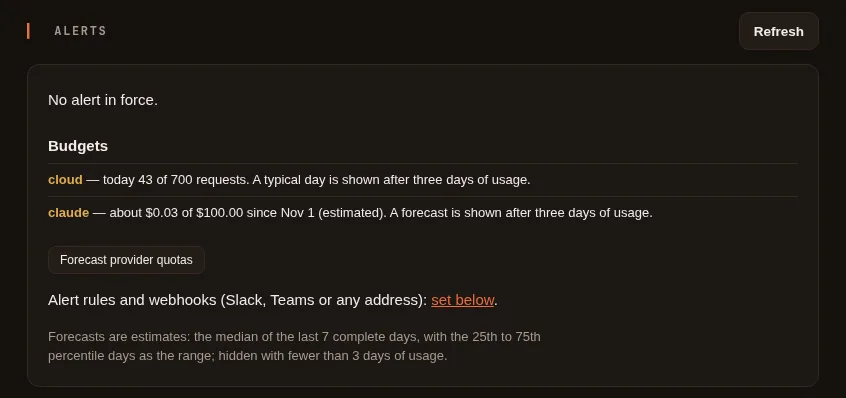 ALERTS
Refresh
No alert in force.
Budgets
cloud — today 43 of 700 requests. A typical day is shown after three days of usage.
claude — about $0.03 of $100.00 since Nov 1 (estimated). A forecast is shown after three days of usage.
Forecast provider quotas
Alert rules and webhooks (Slack, Teams or any address): set below.
Forecasts are estimates: the median of the last 7 complete days, with the 25th to 75th
percentile days as the range; hidden with fewer than 3 days of usage.